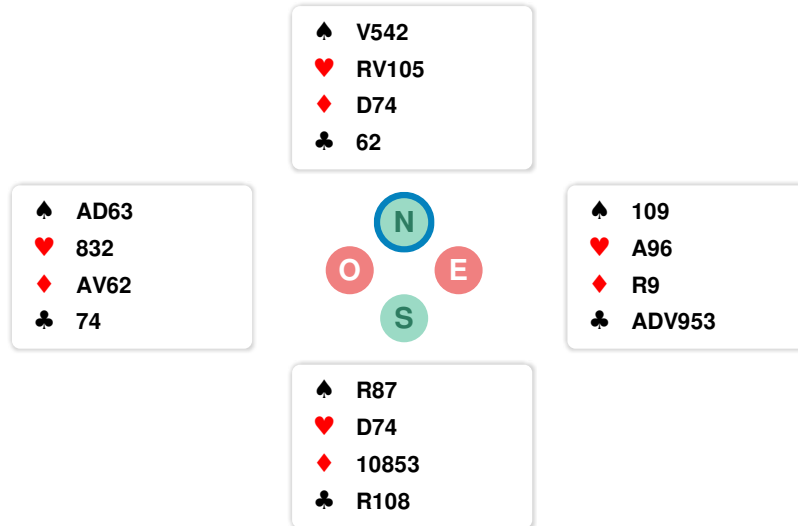 ♠ V542
♥ RV105
♦ D74
♣ 62
♠ AD63
♥ 832
♦ AV62
♣ 74
N
O E
S
♠ 109
♥ A96
♦ R9
♣ ADV953
♠ R87
♥ D74
♦ 10853
♣ R108